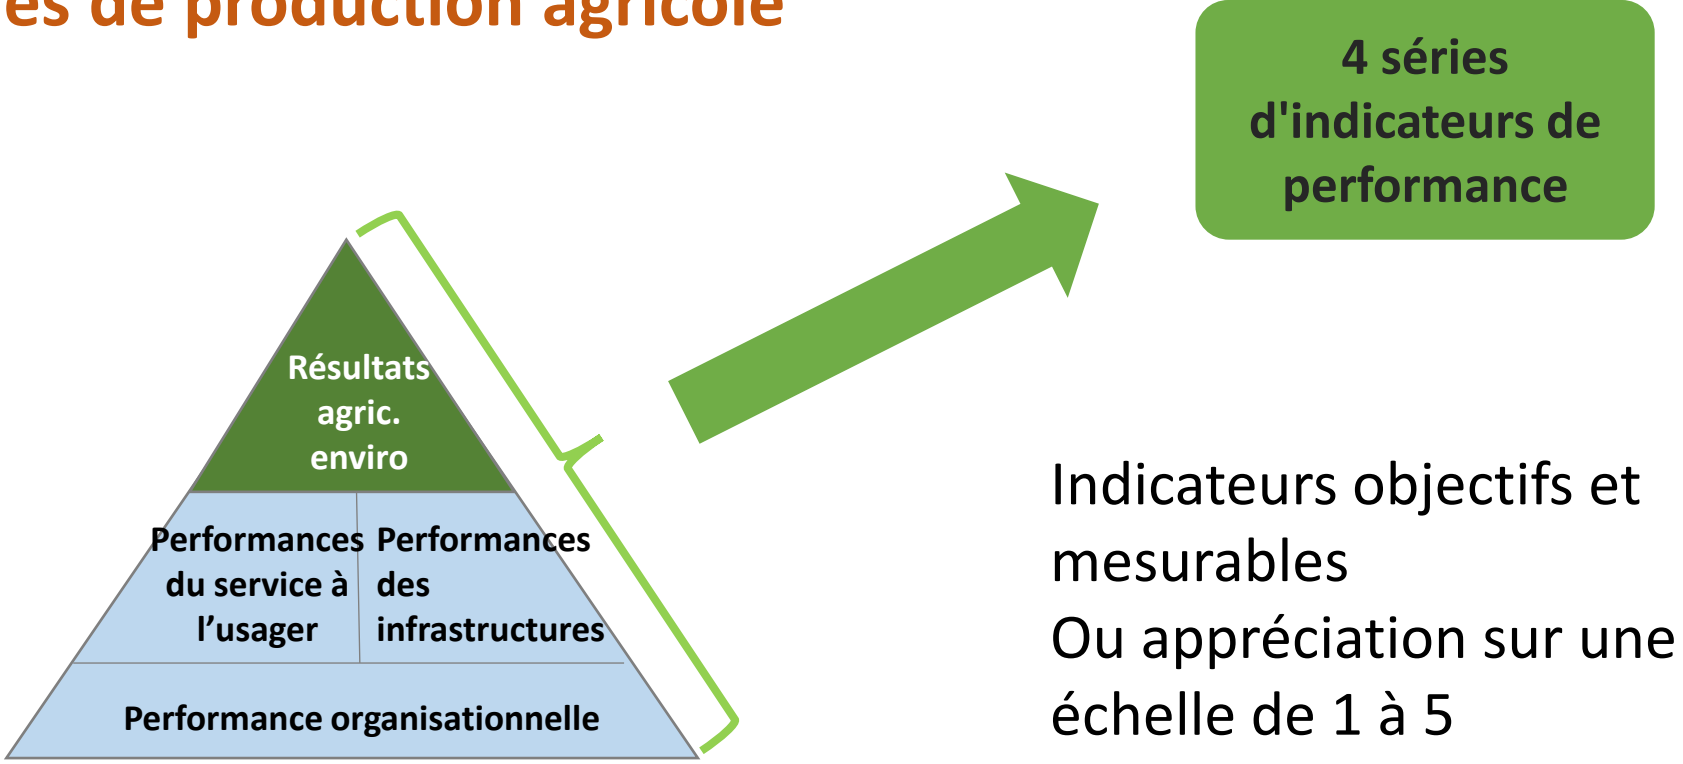 de production agricole
4 séries
d'indicateurs de
performance
Résultats
agric.
enviro
Performances
du service à
l’usager
Performances
des
infrastructures
Performance organisationnelle
Indicateurs objectifs et
mesurables
Ou appréciation sur une
échelle de 1 à 5